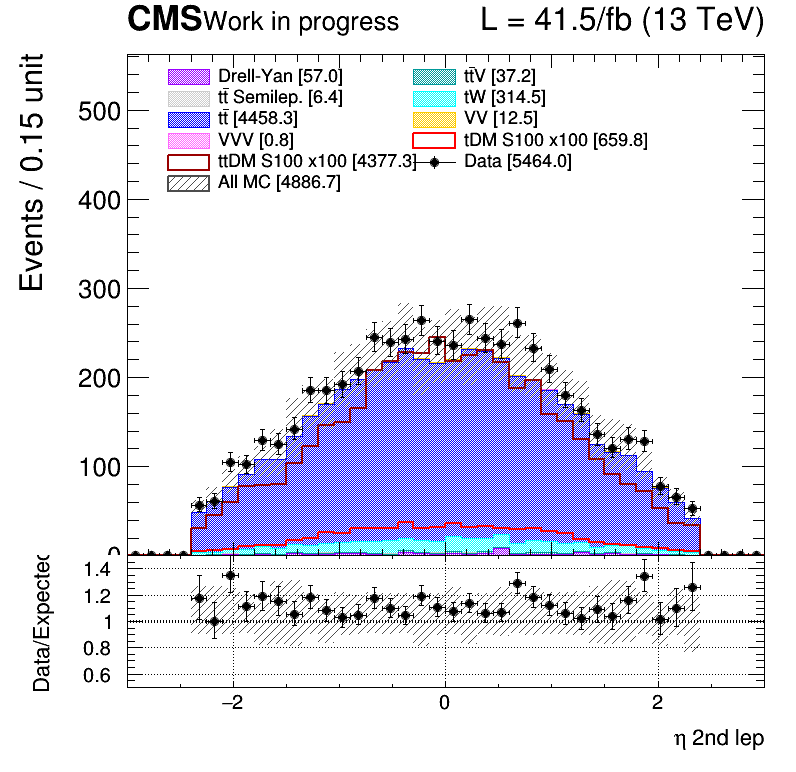 CMS Work in progress L = 41.5/fb (13 TeV)
Drell-Yan [57.0] tt̄V [37.2]
tt̄ Semilep. [6.4] tW [314.5]
tt̄ [4458.3] VV [12.5]
VVV [0.8] tDM S100 x100 [659.8]
ttDM S100 x100 [4377.3] Data [5464.0]
All MC [4886.7]
Events / 0.15 unit
500
400
300
200
100
0
Data/Expected
1.4
1.2
1
0.8
0.6
−2 0 2
η 2nd lep